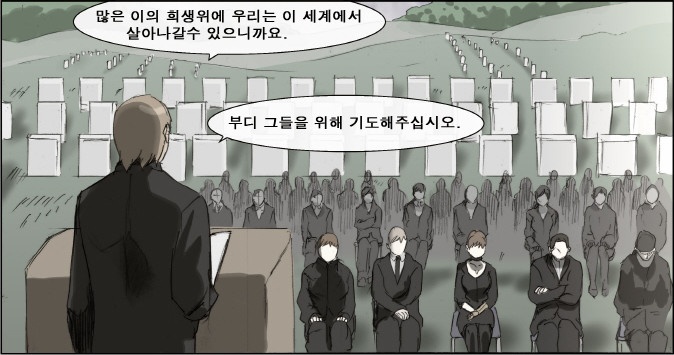 많은 이의 희생위에 우리는 이 세계에서
살아나갈수 있으니까요.
부디 그들을 위해 기도해주십시오.